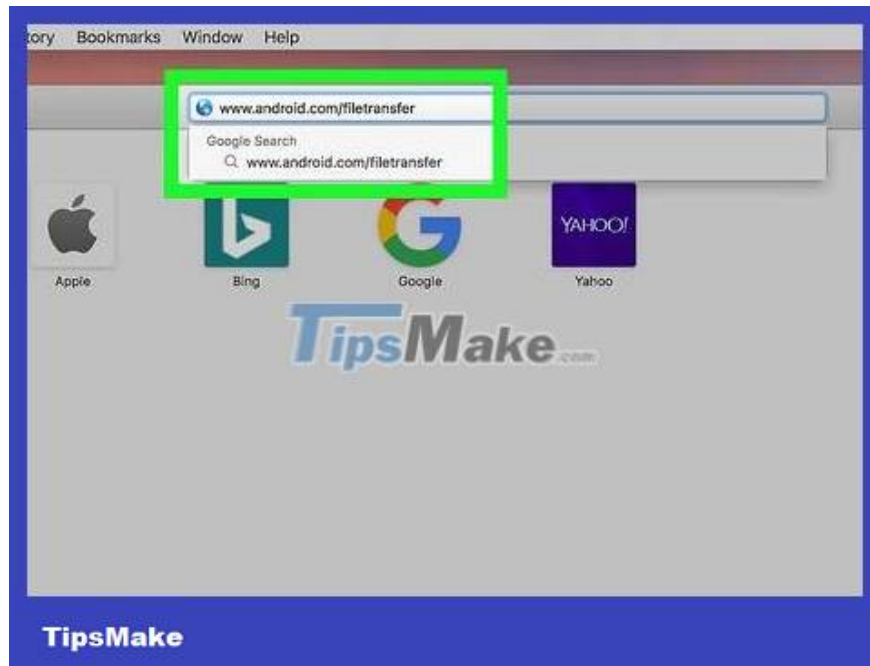 tory Bookmarks Window Help
www.android.com/filetransfer
Google Search
www.android.com/filetransfer
YAHOO!
Apple Bing Google Yahoo
TipsMake.com
TipsMake